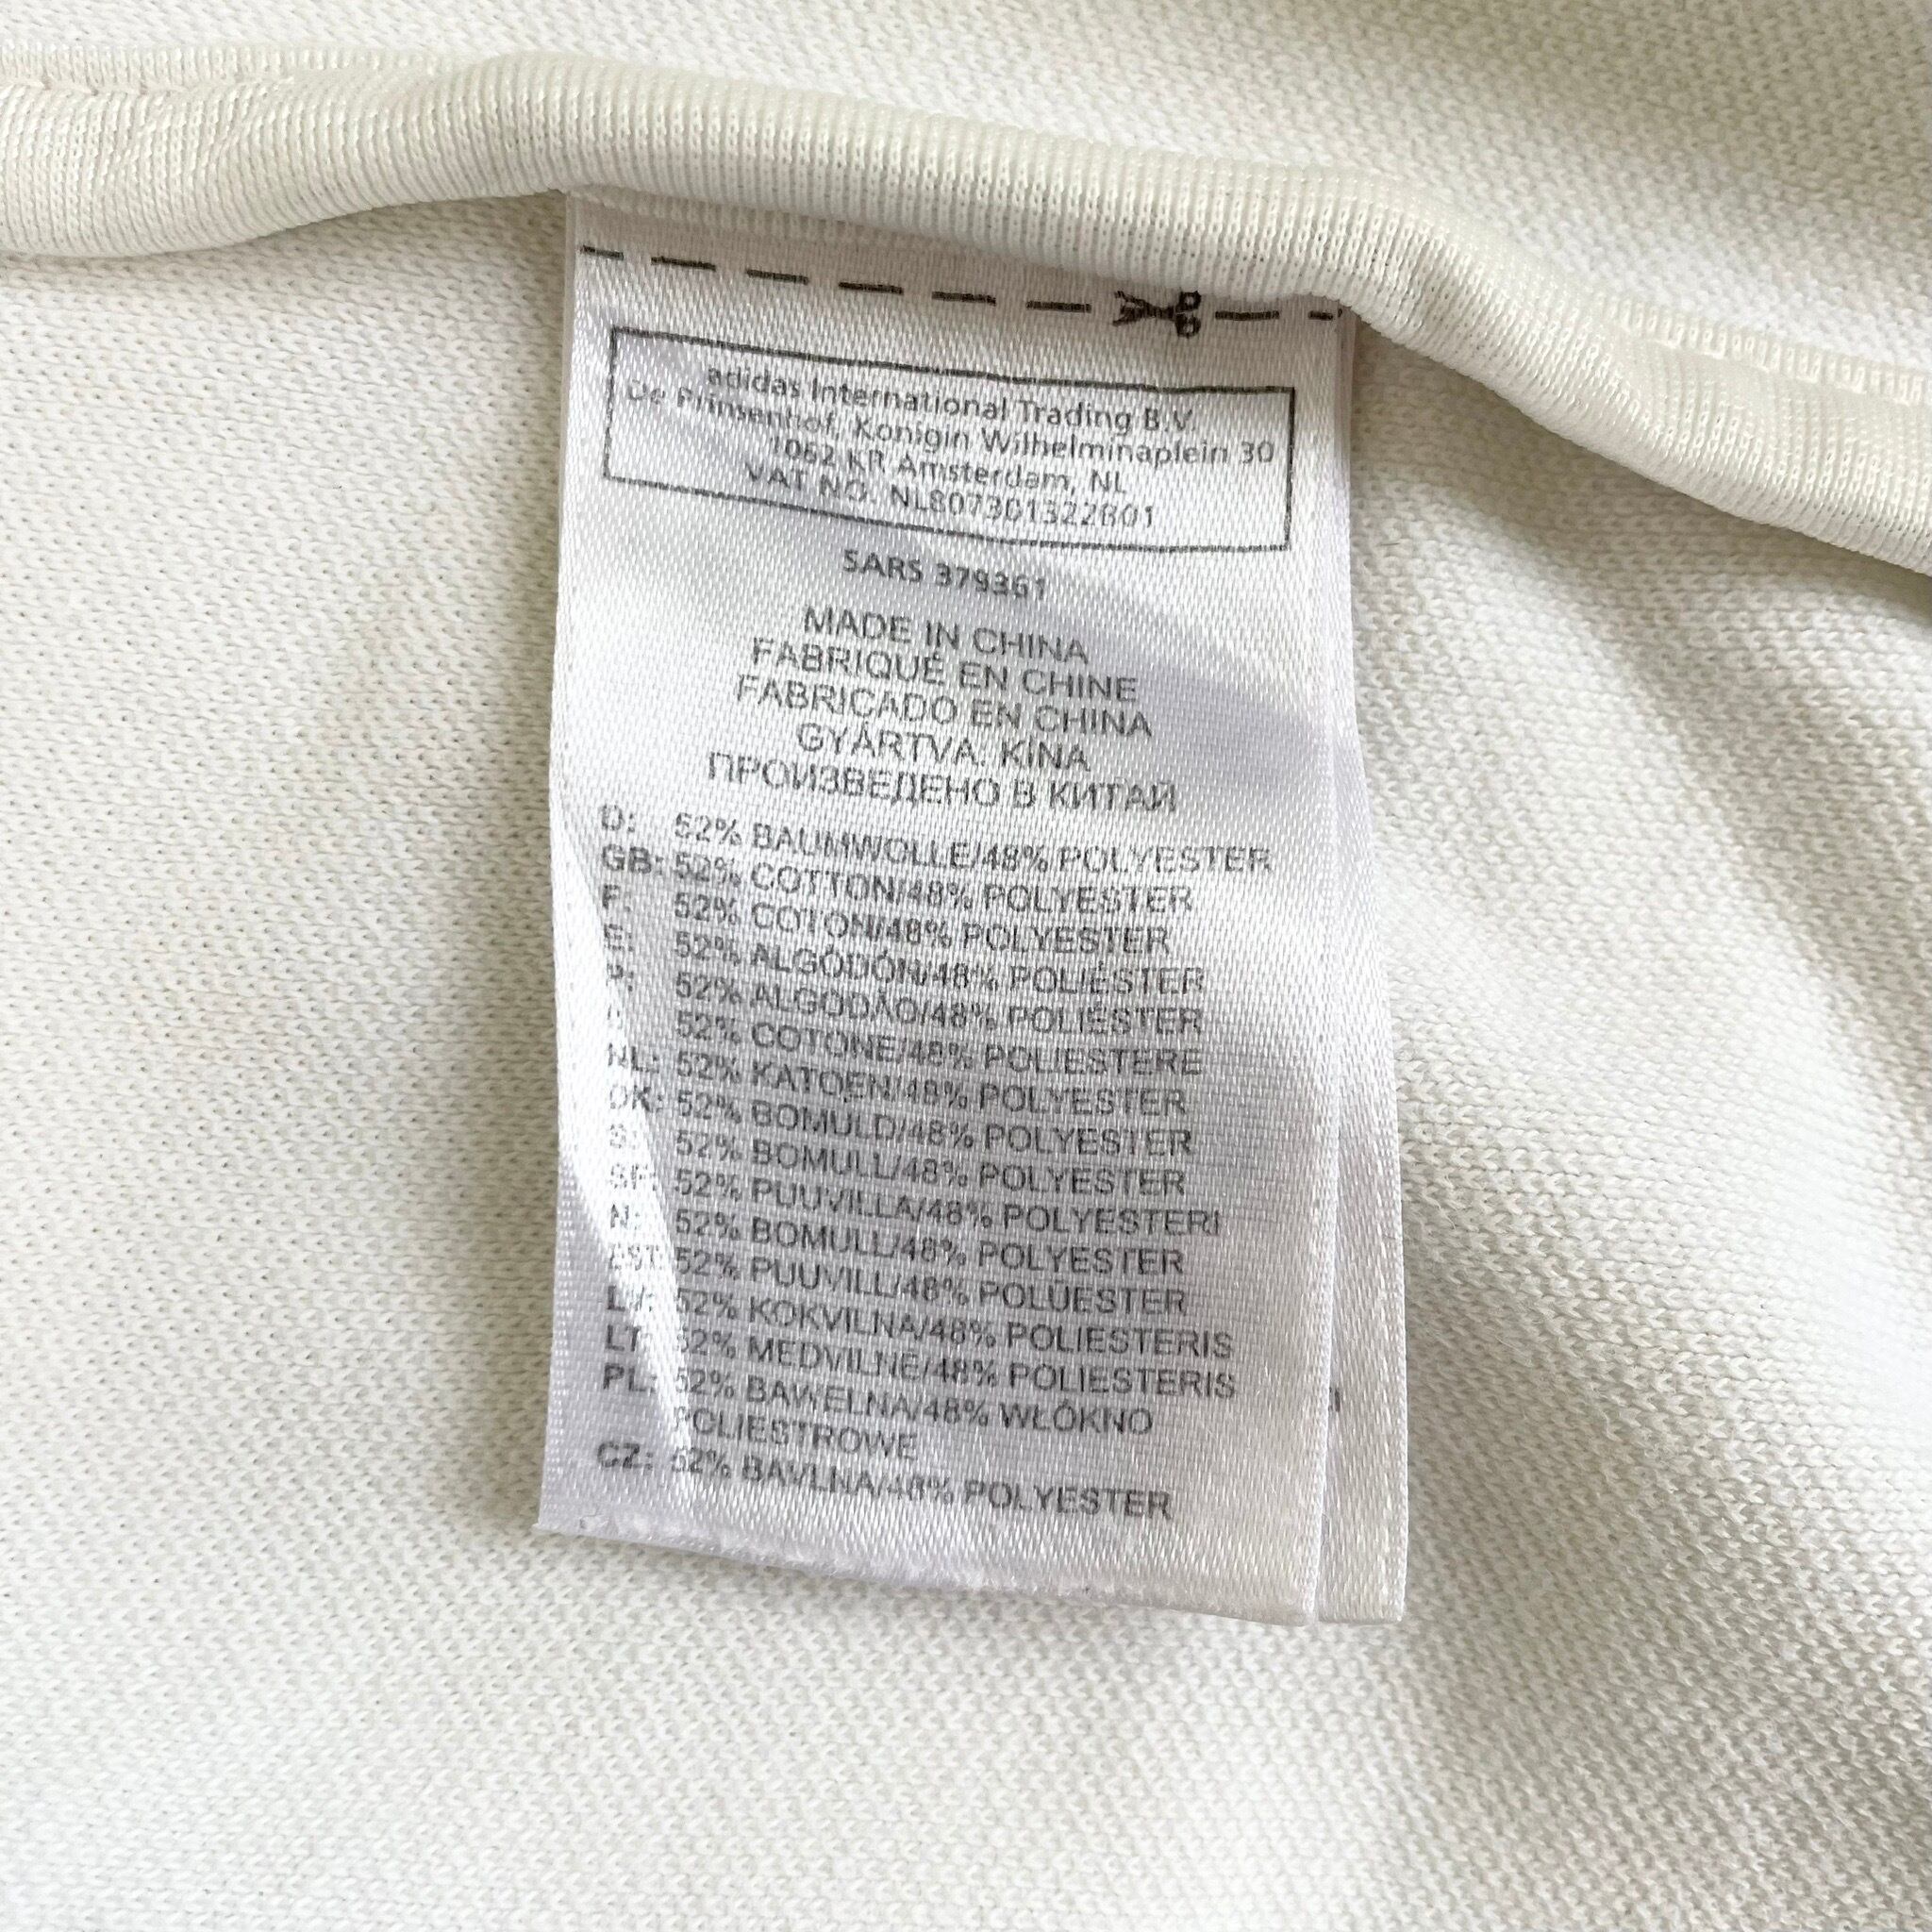 adidas International Trading B.V.
De Prinsenhof, Konigin Wilhelminaplein 30
1062 KR Amsterdam, NL
VAT NO. NL807301322B01
SARS 379361
MADE IN CHINA
FABRIQUÉ EN CHINE
FABRICADO EN CHINA
GYÁRTVA: KÍNA
ПРОИЗВЕДЕНО В КИТАЙ
D: 52% BAUMWOLLE/48% POLYESTER
GB: 52% COTTON/48% POLYESTER
F: 52% COTON/48% POLYESTER
E: 52% ALGODÓN/48% POLIÉSTER
P: 52% ALGODÃO/48% POLIÉSTER
52% COTONE/48% POLIESTERE
NL: 52% KATOEN/48% POLYESTER
DK: 52% BOMULD/48% POLYESTER
S: 52% BOMULL/48% POLYESTER
SF: 52% PUUVILLA/48% POLYESTERI
N: 52% BOMULL/48% POLYESTER
EST: 52% PUUVILL/48% POLÜESTER
LV: 52% KOKVILNA/48% POLIESTERIS
LT: 52% MEDVILNĖ/48% POLIESTERIS
PL: 52% BAWEŁNA/48% WŁÓKNO
POLIESTROWE
CZ: 52% BAVLNA/48% POLYESTER